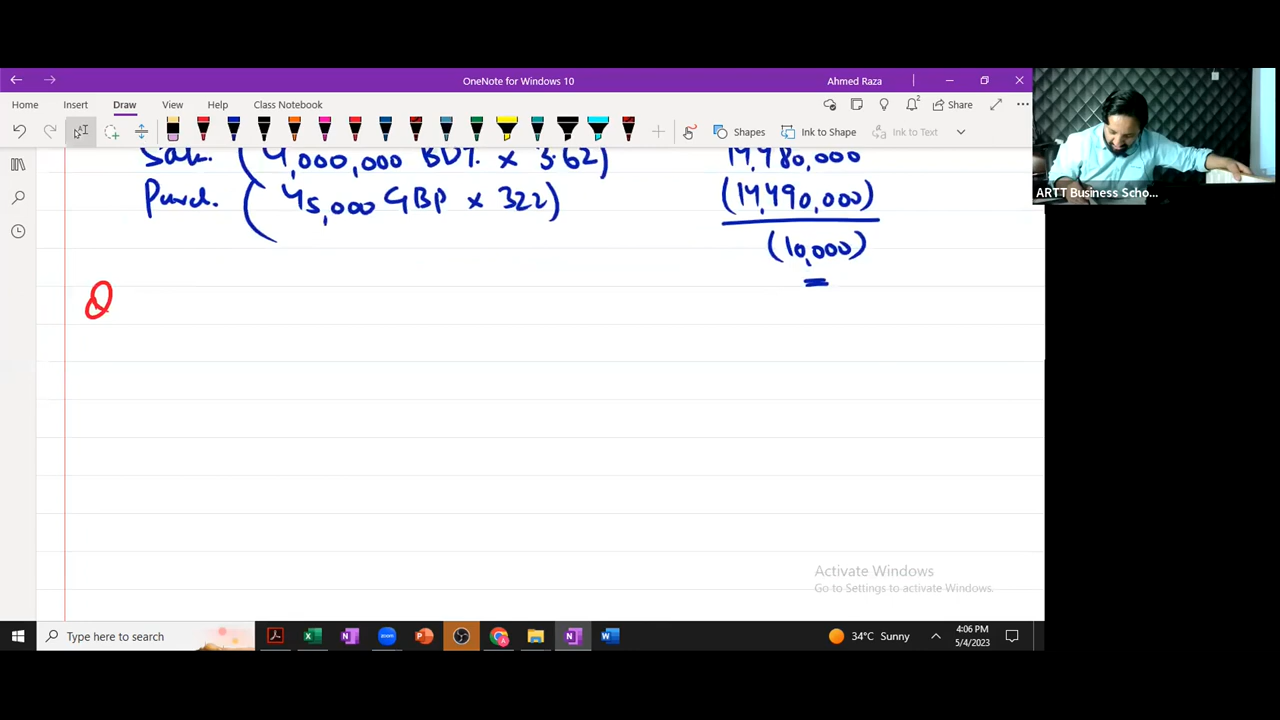 OneNote for Windows 10
Ahmed Raza
Home Insert Draw View Help Class Notebook
Share
Shapes Ink to Shape Ink to Text
Sale. (4,000,000 BDT. x 3.62) 14,480,000
Purch. (45,000 GBP x 322) (14,490,000)
(10,000)
Q
ARTT Business Scho...
Activate Windows
Go to Settings to activate Windows.
Type here to search
34°C Sunny
4:06 PM
5/4/2023
2